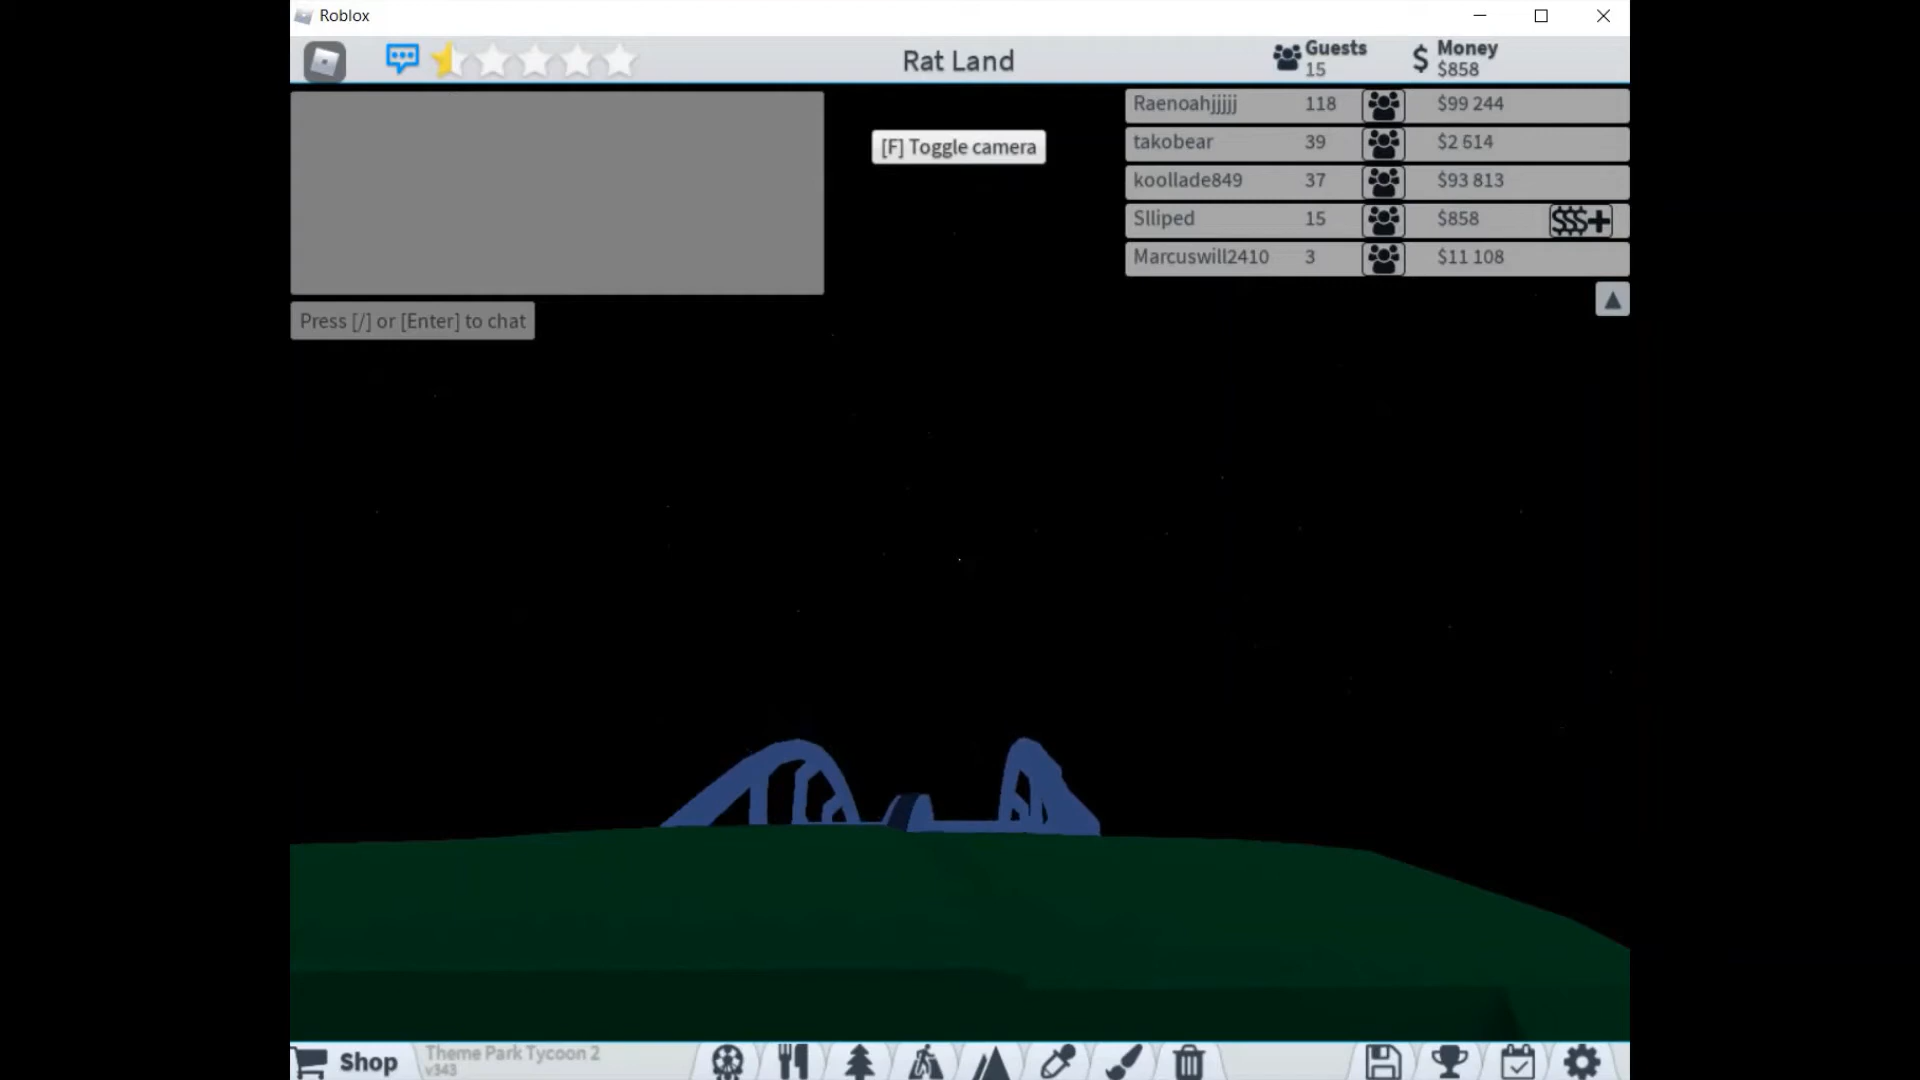 Roblox
Rat Land
Guests
15
$ Money
$858
Raenoahjjjjj 118 $99 244
takobear 39 $2 614
koollade849 37 $93 813
Slliped 15 $858 $$$+
Marcuswill2410 3 $11 108
[F] Toggle camera
Press [/] or [Enter] to chat
Shop
Theme Park Tycoon 2
v343